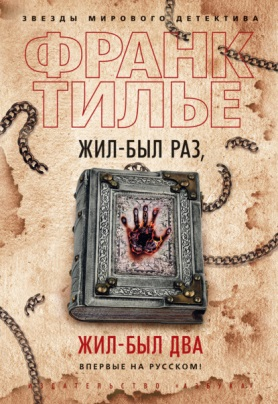 ЗВЕЗДЫ МИРОВОГО ДЕТЕКТИВА
ФРАНК
ТИЛЬЕ
ЖИЛ-БЫЛ РАЗ,
ЖИЛ-БЫЛ ДВА
ВПЕРВЫЕ НА РУССКОМ!
ИЗДАТЕЛЬСТВО «АЗБУКА»